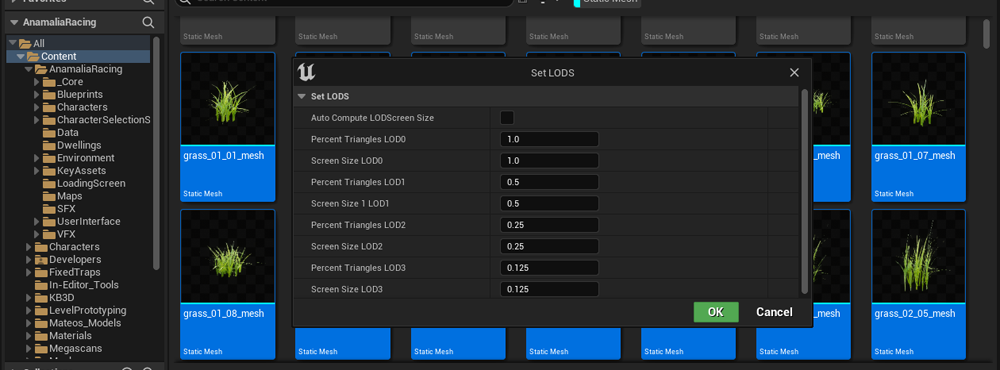 Favorites
Search Content
Static Mesh
AnamaliaRacing
All
Content
AnamaliaRacing
_Core
Blueprints
Characters
CharacterSelectionS
Data
Dwellings
Environment
KeyAssets
LoadingScreen
Maps
SFX
UserInterface
VFX
Characters
Developers
FixedTraps
In-Editor_Tools
KB3D
LevelPrototyping
Mateos_Models
Materials
Megascans
Static Mesh
Static Mesh
Static Mesh
Static Mesh
Static Mesh
Static Mesh
Static Mesh
grass_01_01_mesh
Static Mesh
_mesh
grass_01_07_mesh
Static Mesh
Set LODS
Set LODS
Auto Compute LODScreen Size
Percent Triangles LOD0
1.0
Screen Size LOD0
1.0
Percent Triangles LOD1
0.5
Screen Size 1 LOD1
0.5
Percent Triangles LOD2
0.25
Screen Size LOD2
0.25
Percent Triangles LOD3
0.125
Screen Size LOD3
0.125
OK
Cancel
grass_01_08_mesh
_mesh
grass_02_05_mesh
Static Mesh
Static Mesh
Static Mesh
Static Mesh
Static Mesh
Static Mesh
Static Mesh